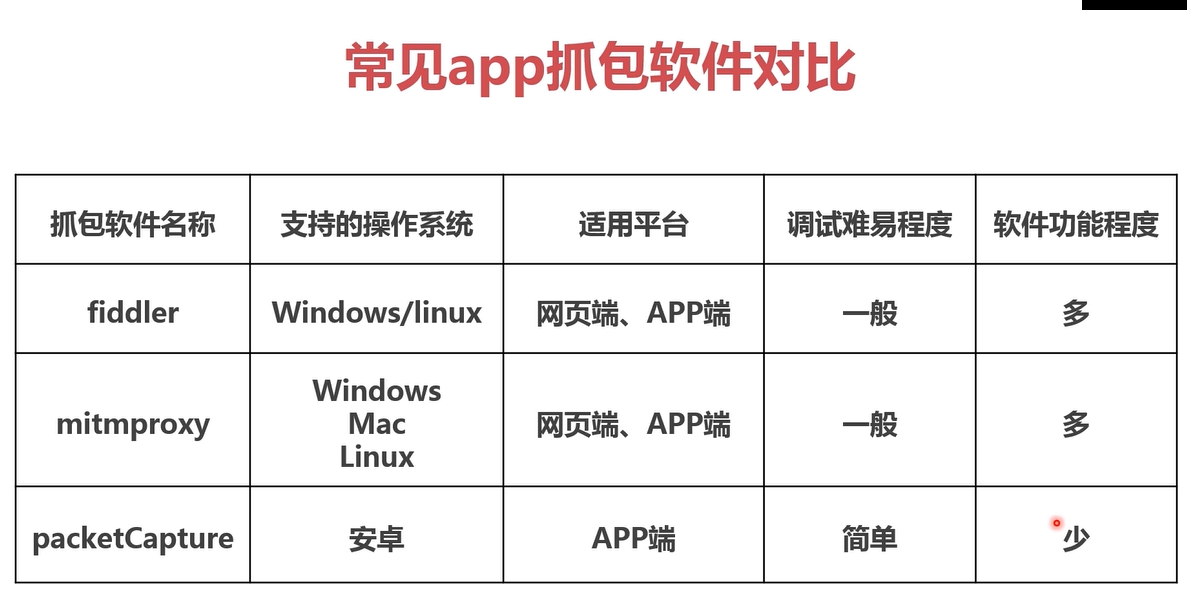 常见app抓包软件对比
抓包软件名称 支持的操作系统 适用平台 调试难易程度 软件功能程度
fiddler Windows/linux 网页端、APP端 一般 多
Windows
mitmproxy Mac 网页端、APP端 一般 多
Linux
packetCapture 安卓 APP端 简单 少